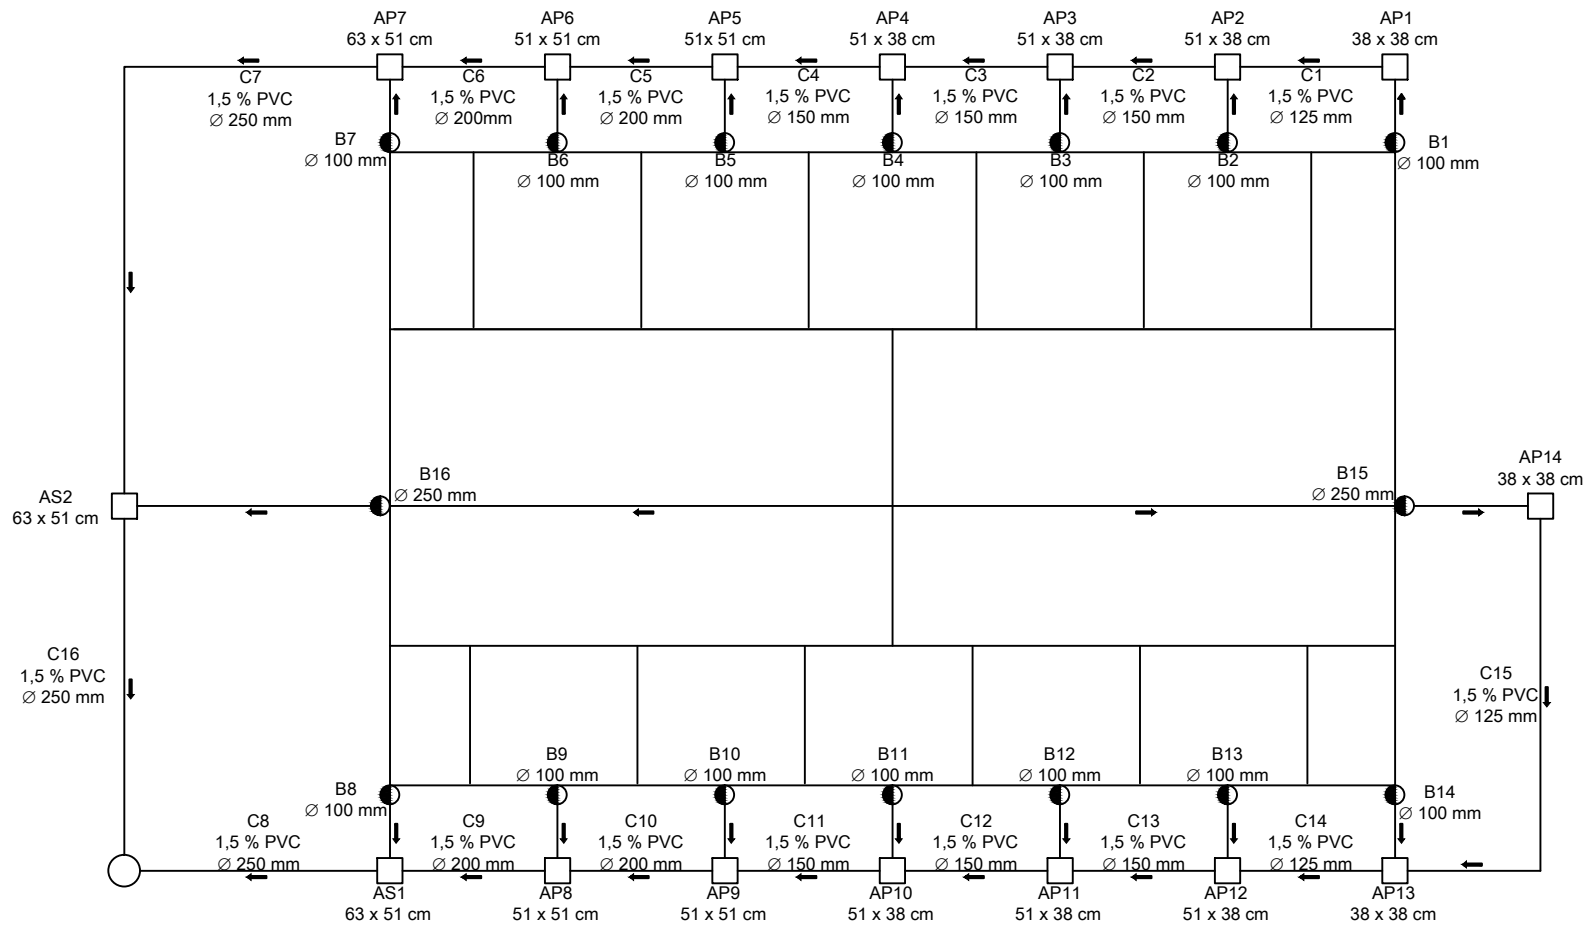 AP7
63 x 51 cm
AP6
51 x 51 cm
AP5
51x 51 cm
AP4
51 x 38 cm
AP3
51 x 38 cm
AP2
51 x 38 cm
AP1
38 x 38 cm
C7
1,5 % PVC
∅ 250 mm
C6
1,5 % PVC
∅ 200mm
C5
1,5 % PVC
∅ 200 mm
C4
1,5 % PVC
∅ 150 mm
C3
1,5 % PVC
∅ 150 mm
C2
1,5 % PVC
∅ 150 mm
C1
1,5 % PVC
∅ 125 mm
B7
∅ 100 mm
B6
∅ 100 mm
B5
∅ 100 mm
B4
∅ 100 mm
B3
∅ 100 mm
B2
∅ 100 mm
B1
∅ 100 mm
AS2
63 x 51 cm
B16
∅ 250 mm
B15
∅ 250 mm
AP14
38 x 38 cm
C16
1,5 % PVC
∅ 250 mm
C15
1,5 % PVC
∅ 125 mm
B8
∅ 100 mm
B9
∅ 100 mm
B10
∅ 100 mm
B11
∅ 100 mm
B12
∅ 100 mm
B13
∅ 100 mm
B14
∅ 100 mm
C8
1,5 % PVC
∅ 250 mm
C9
1,5 % PVC
∅ 200 mm
C10
1,5 % PVC
∅ 200 mm
C11
1,5 % PVC
∅ 150 mm
C12
1,5 % PVC
∅ 150 mm
C13
1,5 % PVC
∅ 150 mm
C14
1,5 % PVC
∅ 125 mm
AS1
63 x 51 cm
AP8
51 x 51 cm
AP9
51 x 51 cm
AP10
51 x 38 cm
AP11
51 x 38 cm
AP12
51 x 38 cm
AP13
38 x 38 cm